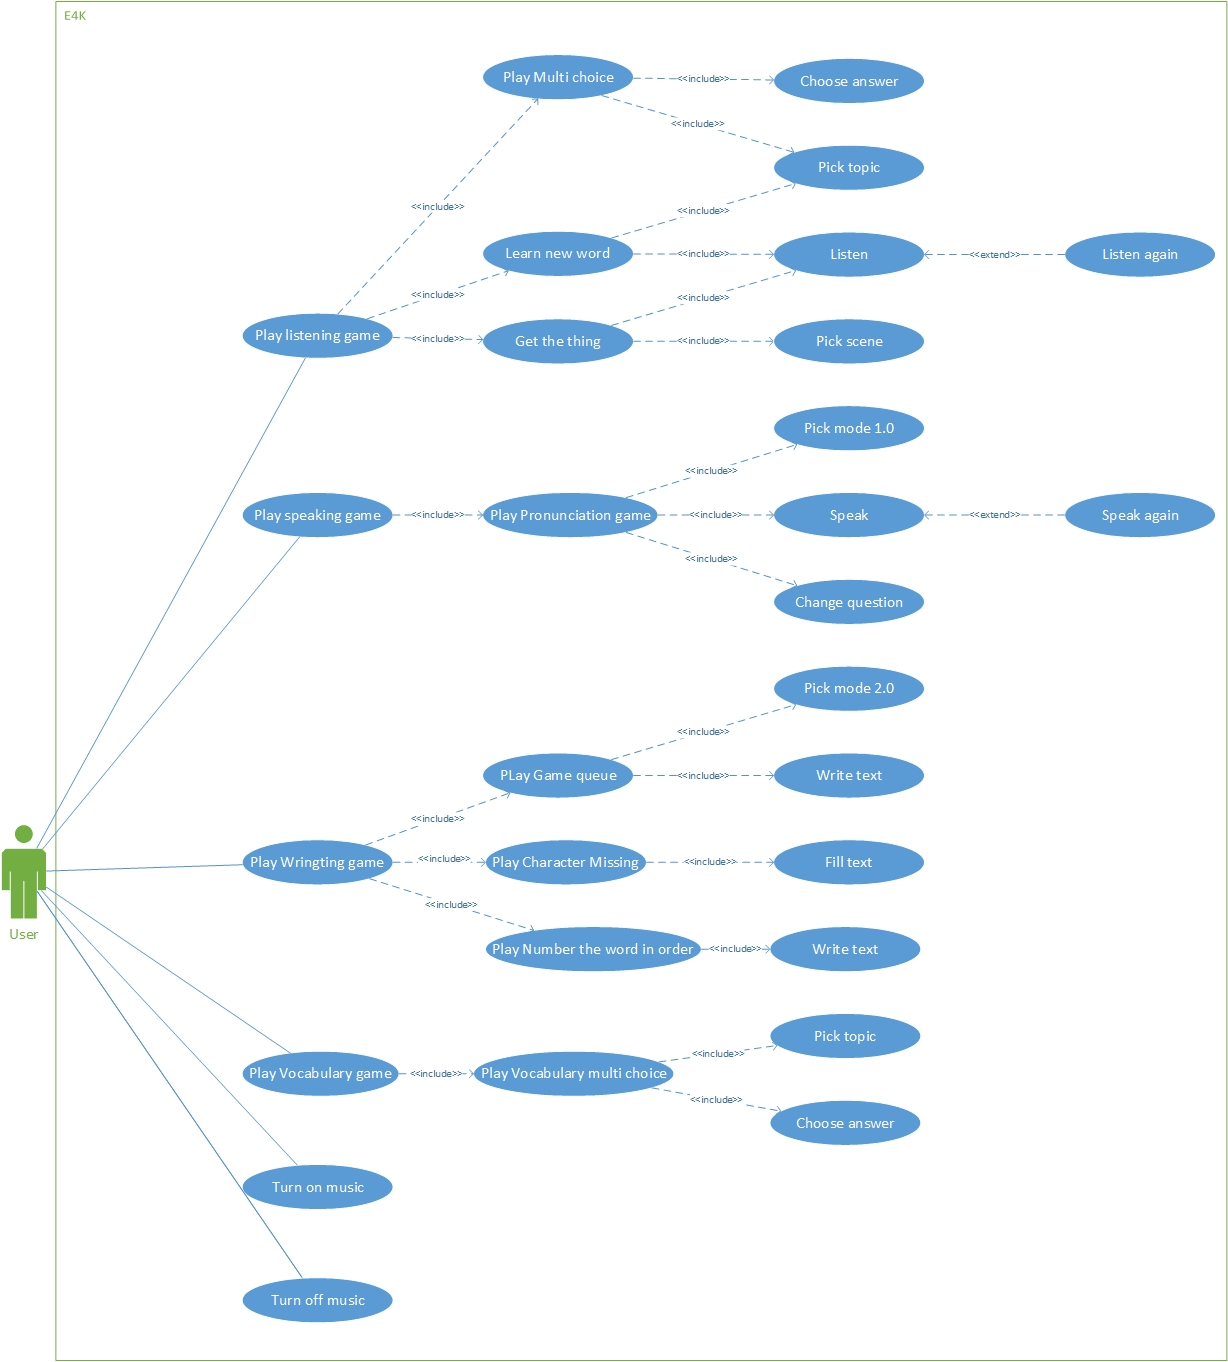 E4K
Play Multi choice
<<include>>
Choose answer
<<include>>
Pick topic
<<include>>
<<include>>
Learn new word
<<include>>
Listen
<<extend>>
Listen again
<<include>>
<<include>>
Play listening game
<<include>>
Get the thing
<<include>>
Pick scene
Pick mode 1.0
<<include>>
Play speaking game
<<include>>
Play Pronunciation game
<<include>>
Speak
<<extend>>
Speak again
<<include>>
Change question
Pick mode 2.0
<<include>>
PLay Game queue
<<include>>
Write text
<<include>>
Play Wringting game
<<include>>
Play Character Missing
<<include>>
Fill text
<<include>>
User
Play Number the word in order
<<include>>
Write text
Pick topic
<<include>>
Play Vocabulary game
<<include>>
Play Vocabulary multi choice
<<include>>
Choose answer
Turn on music
Turn off music